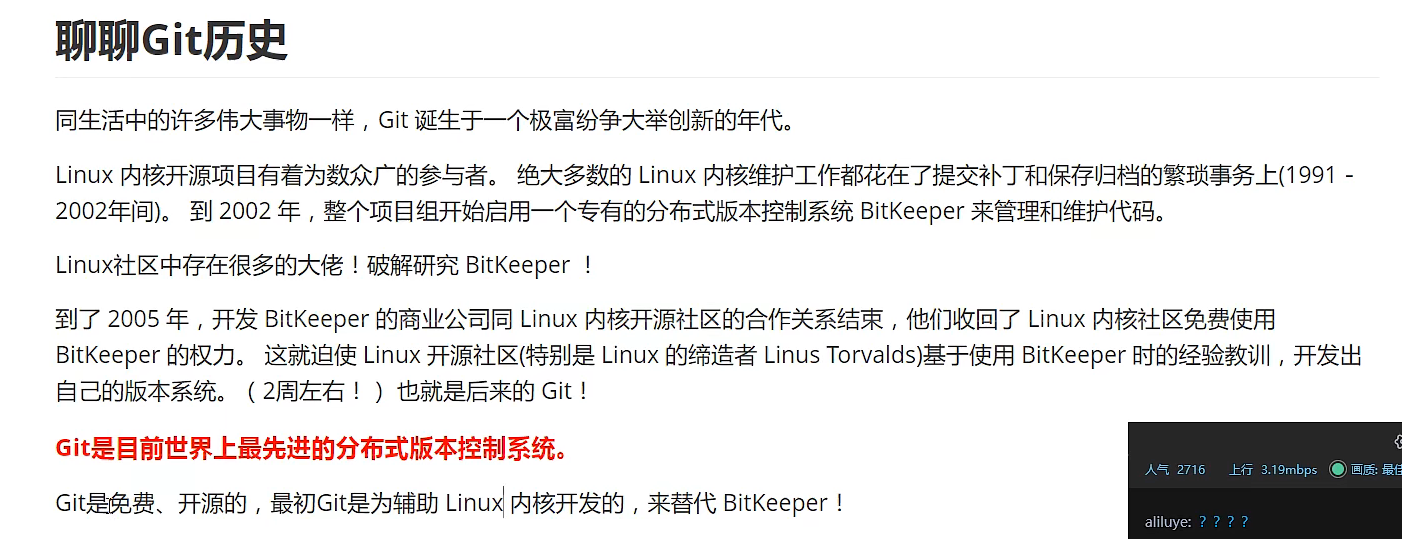 聊聊Git历史
同生活中的许多伟大事物一样，Git 诞生于一个极富纷争大举创新的年代。
Linux 内核开源项目有着为数众广的参与者。 绝大多数的 Linux 内核维护工作都花在了提交补丁和保存归档的繁琐事务上(1991－
2002年间)。 到 2002 年，整个项目组开始启用一个专有的分布式版本控制系统 BitKeeper 来管理和维护代码。
Linux社区中存在很多的大佬！破解研究 BitKeeper ！
到了 2005 年，开发 BitKeeper 的商业公司同 Linux 内核开源社区的合作关系结束，他们收回了 Linux 内核社区免费使用
BitKeeper 的权力。 这就迫使 Linux 开源社区(特别是 Linux 的缔造者 Linus Torvalds)基于使用 BitKeeper 时的经验教训，开发出
自己的版本系统。（ 2周左右！ ） 也就是后来的 Git！
Git是目前世界上最先进的分布式版本控制系统。
Git是免费、开源的，最初Git是为辅助 Linux 内核开发的，来替代 BitKeeper！
人气 2716 上行 3.19mbps 画质: 最佳
aliluye: ？？？？